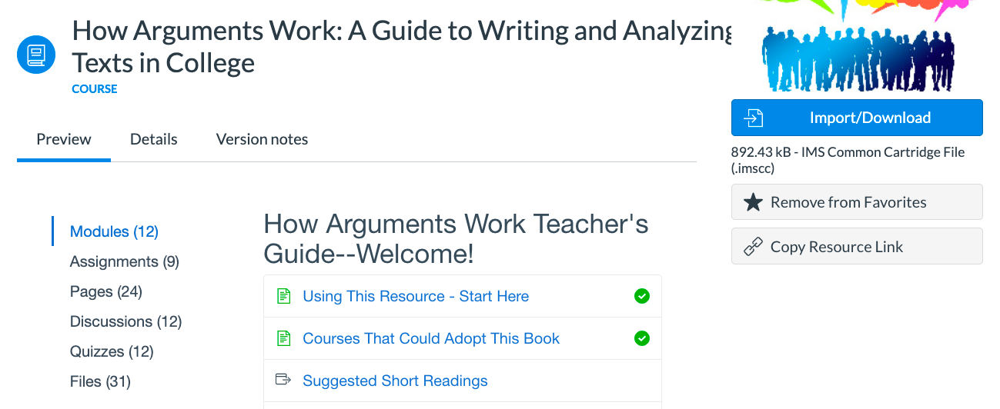 How Arguments Work: A Guide to Writing and Analyzing
Texts in College
COURSE
Preview
Details
Version notes
Modules (12)
Assignments (9)
Pages (24)
Discussions (12)
Quizzes (12)
Files (31)
How Arguments Work Teacher's
Guide--Welcome!
Using This Resource - Start Here
Courses That Could Adopt This Book
Suggested Short Readings
Import/Download
892.43 kB - IMS Common Cartridge File
(.imscc)
Remove from Favorites
Copy Resource Link